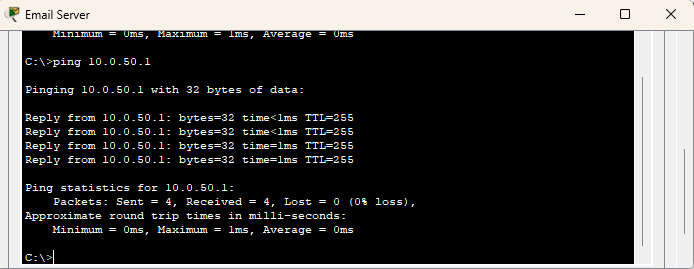 Email Server
Minimum = 0ms, Maximum = 1ms, Average = 0ms
C:\>ping 10.0.50.1
Pinging 10.0.50.1 with 32 bytes of data:
Reply from 10.0.50.1: bytes=32 time<1ms TTL=255
Reply from 10.0.50.1: bytes=32 time<1ms TTL=255
Reply from 10.0.50.1: bytes=32 time=1ms TTL=255
Reply from 10.0.50.1: bytes=32 time=1ms TTL=255
Ping statistics for 10.0.50.1:
Packets: Sent = 4, Received = 4, Lost = 0 (0% loss),
Approximate round trip times in milli-seconds:
Minimum = 0ms, Maximum = 1ms, Average = 0ms
C:\>